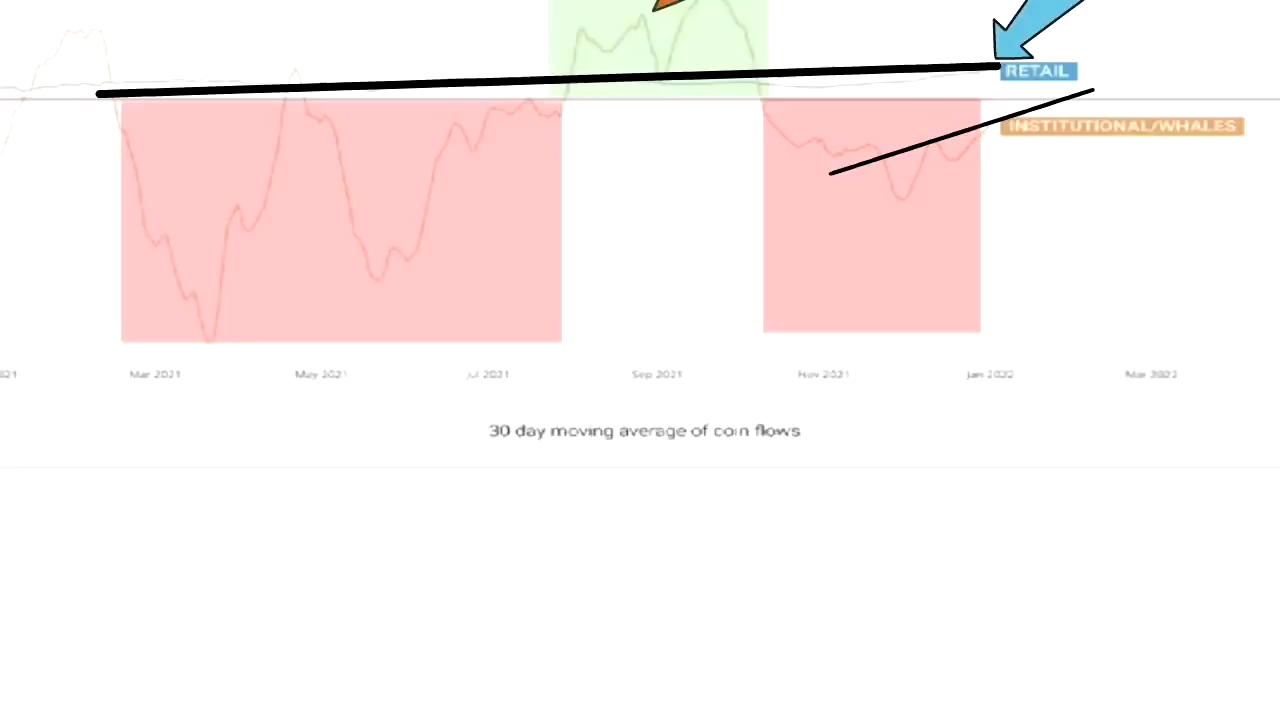 RETAIL
INSTITUTIONAL/WHALES
Mar 2021 May 2021 Jul 2021 Sep 2021 Nov 2021 Jan 2022 Mar 2022
30 day moving average of coin flows